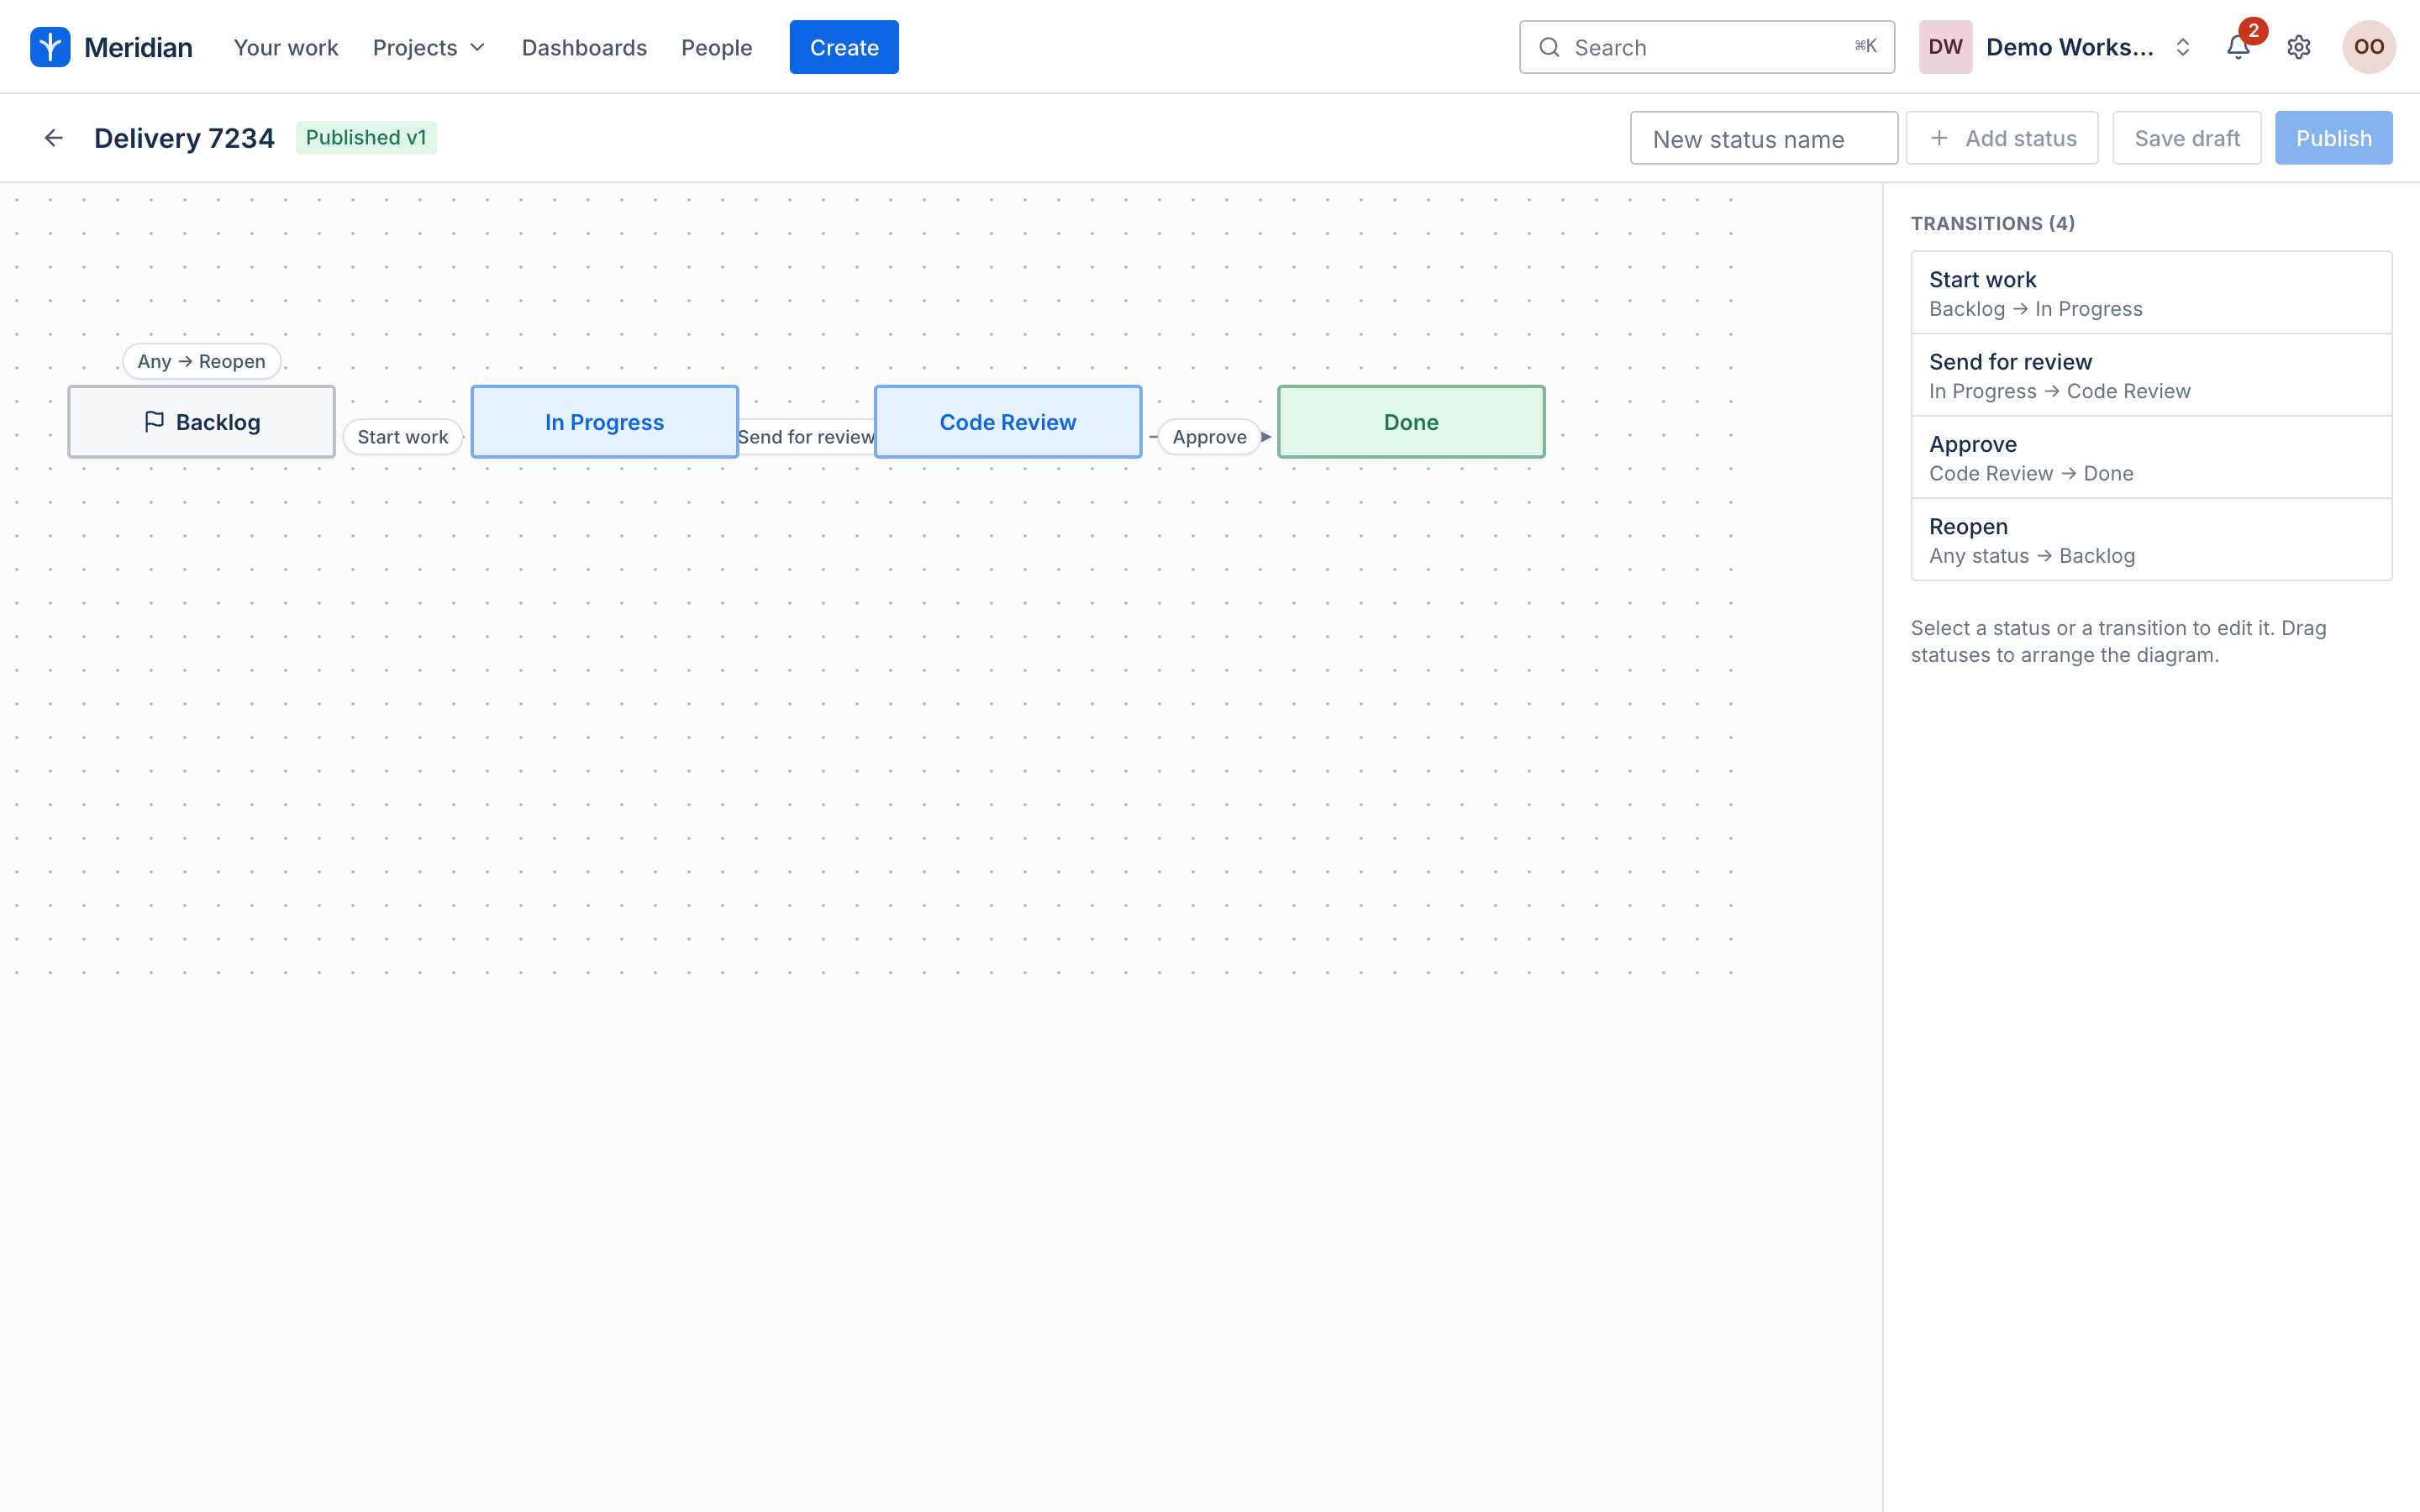 Meridian
Your work
Projects
Dashboards
People
Create
Search
⌘K
DW
Demo Works...
2
OO
Delivery 7234
Published v1
New status name
Add status
Save draft
Publish
Any → Reopen
Backlog
Start work
In Progress
Send for review
Code Review
Approve
Done
TRANSITIONS (4)
Start work
Backlog → In Progress
Send for review
In Progress → Code Review
Approve
Code Review → Done
Reopen
Any status → Backlog
Select a status or a transition to edit it. Drag
statuses to arrange the diagram.